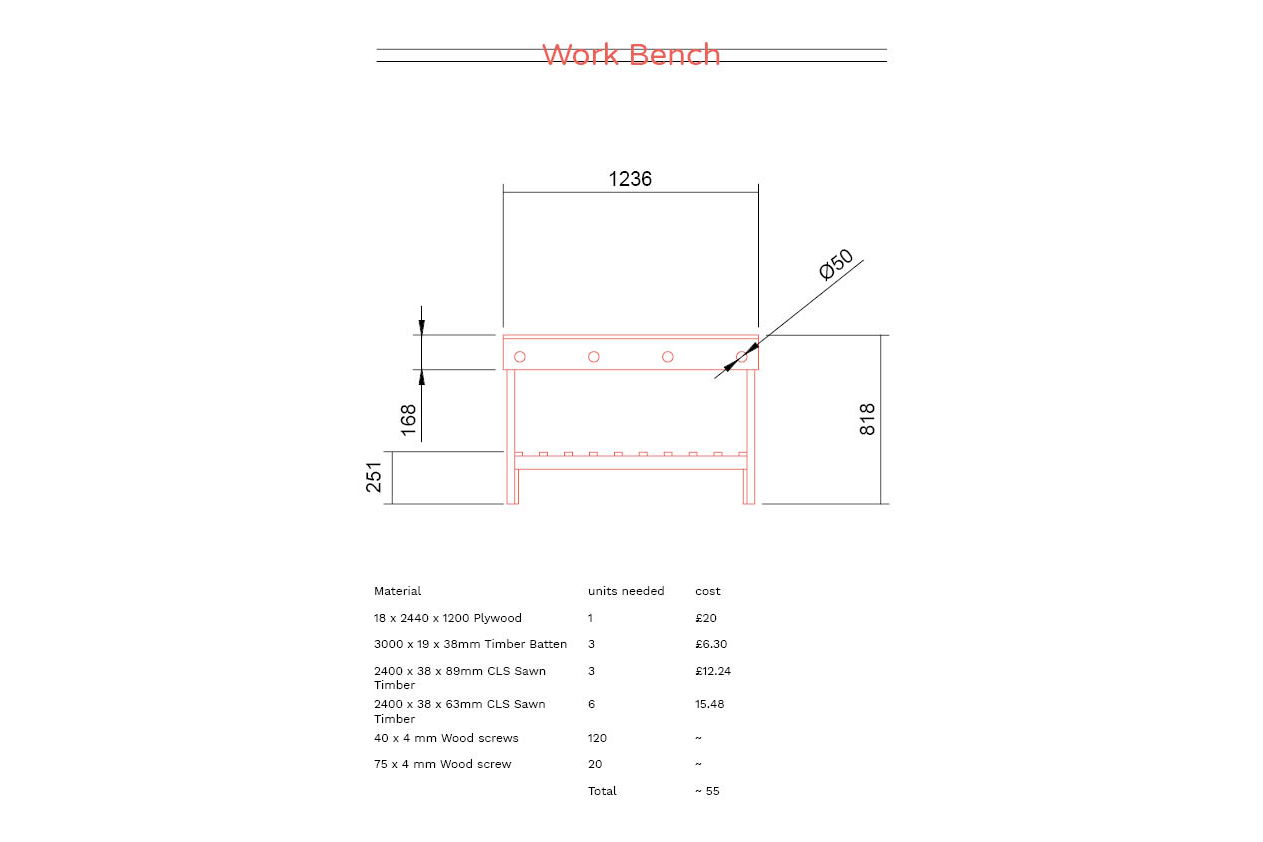 Work Bench
1236
Ø50
168
818
251
Material units needed cost
18 x 2440 x 1200 Plywood 1 £20
3000 x 19 x 38mm Timber Batten 3 £6.30
2400 x 38 x 89mm CLS Sawn 3 £12.24
Timber
2400 x 38 x 63mm CLS Sawn 6 15.48
Timber
40 x 4 mm Wood screws 120 ~
75 x 4 mm Wood screw 20 ~
Total ~ 55